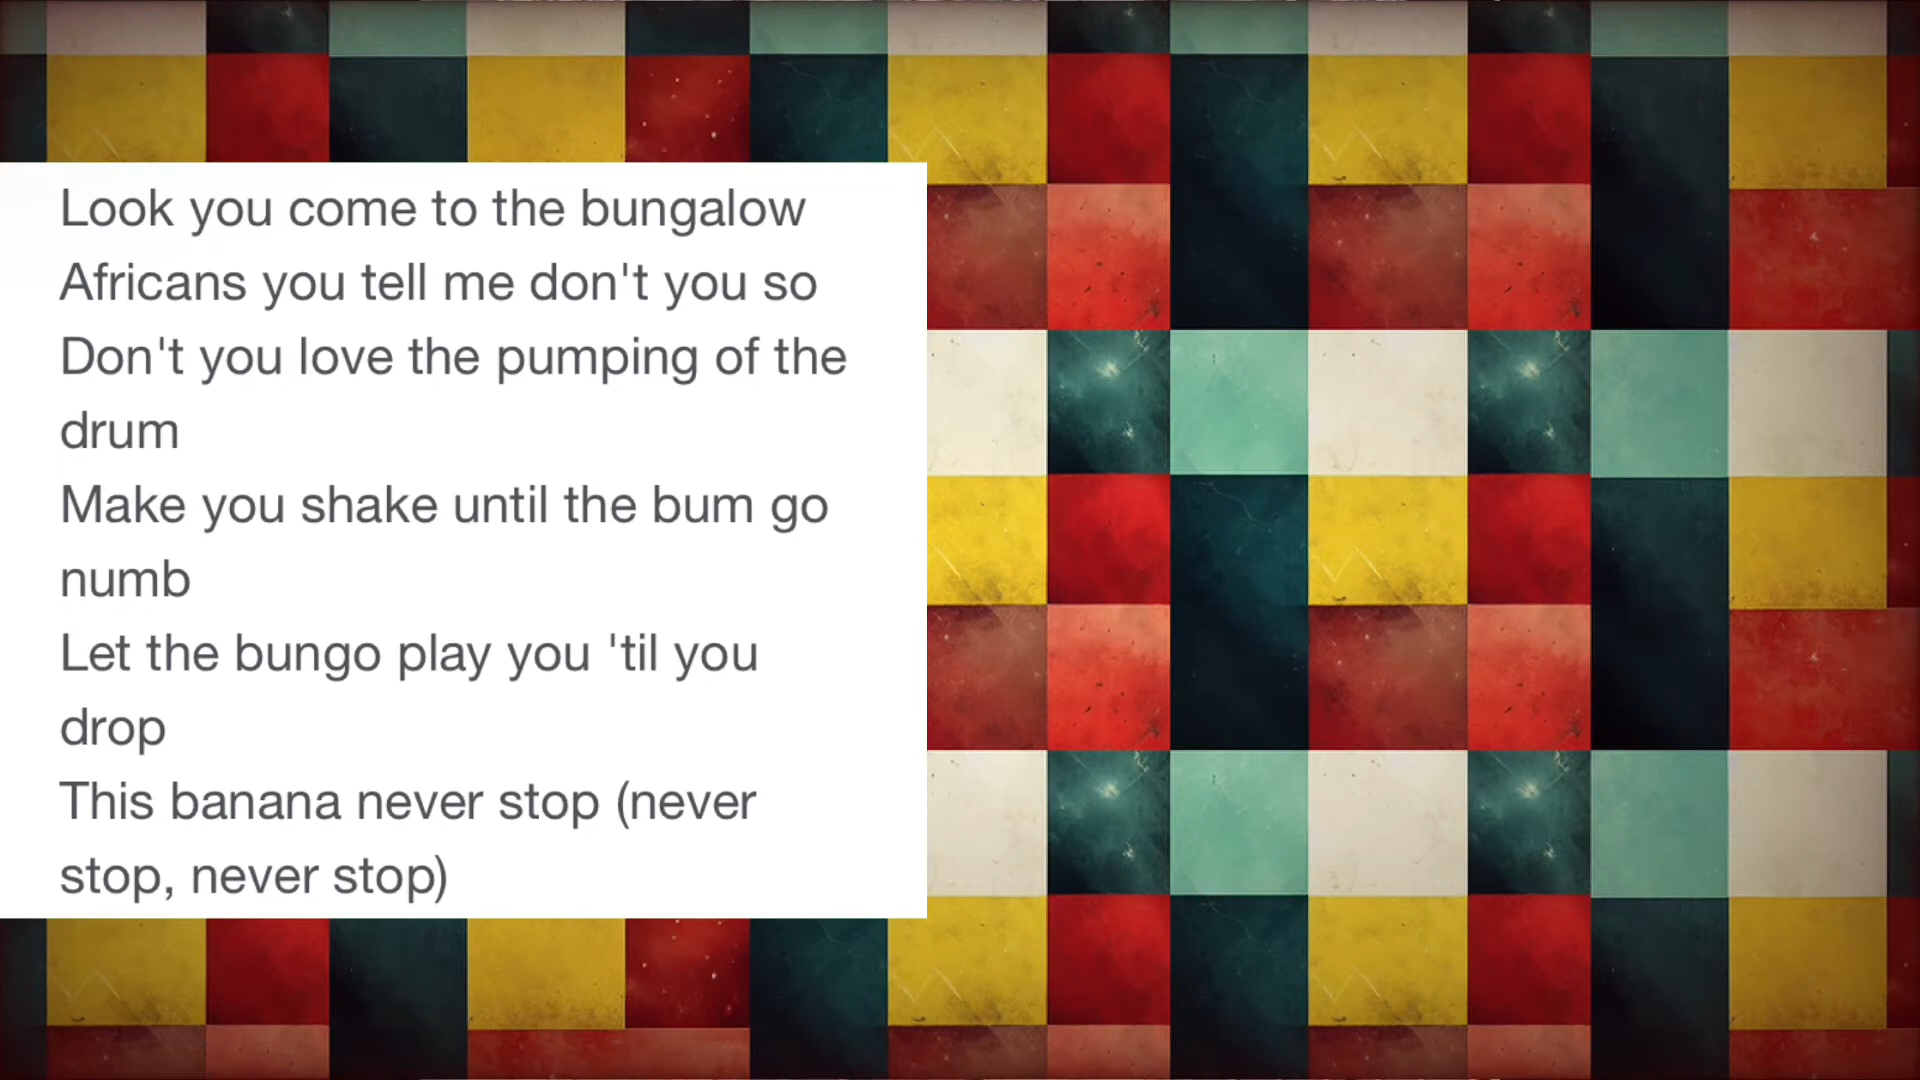 Look you come to the bungalow
Africans you tell me don't you so
Don't you love the pumping of the
drum
Make you shake until the bum go
numb
Let the bungo play you 'til you
drop
This banana never stop (never
stop, never stop)